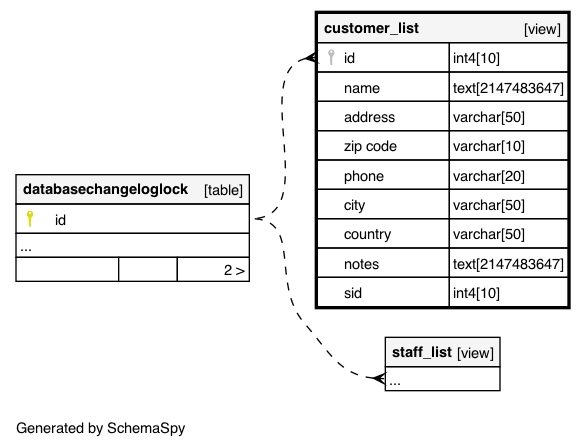 customer_list [view]
id int4[10]
name text[2147483647]
address varchar[50]
zip code varchar[10]
phone varchar[20]
city varchar[50]
country varchar[50]
notes text[2147483647]
sid int4[10]
databasechangeloglock [table]
id
...
2 >
staff_list [view]
...
Generated by SchemaSpy